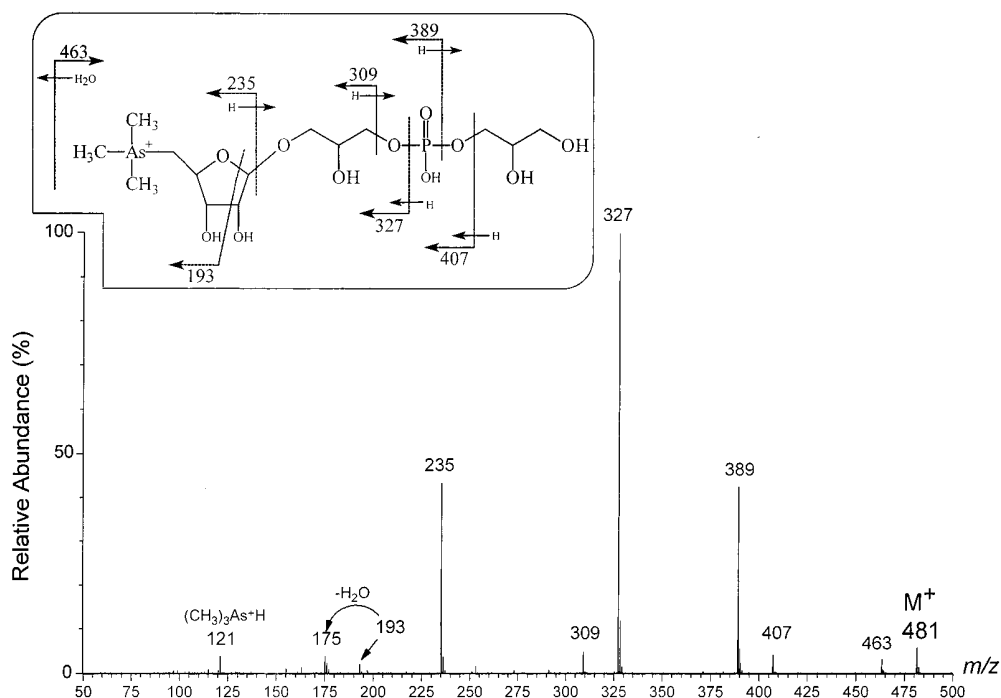 389
H
463
H₂O
235
H
309
H
CH₃
H₃C As⁺
CH₃
O
O
OH
O
O
P
OH
O
OH
OH
OH OH
H
327
H
407
193
327
100
50
0
Relative Abundance (%)
235
389
(CH₃)₃As⁺H
121
-H₂O
175
193
309
407
463
M⁺
481
m/z
50 75 100 125 150 175 200 225 250 275 300 325 350 375 400 425 450 475 500